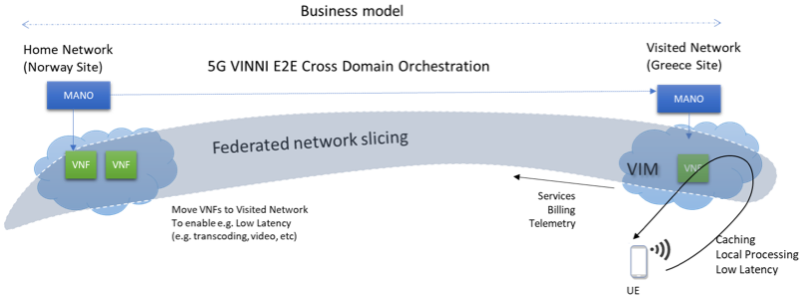 Business model
Home Network
(Norway Site)
Visited Network
(Greece Site)
5G VINNI E2E Cross Domain Orchestration
MANO
MANO
Federated network slicing
VNF
VNF
VIM
VNF
Move VNFs to Visited Network
To enable e.g. Low Latency
(e.g. transcoding, video, etc)
Services
Billing
Telemetry
Caching
Local Processing
Low Latency
UE